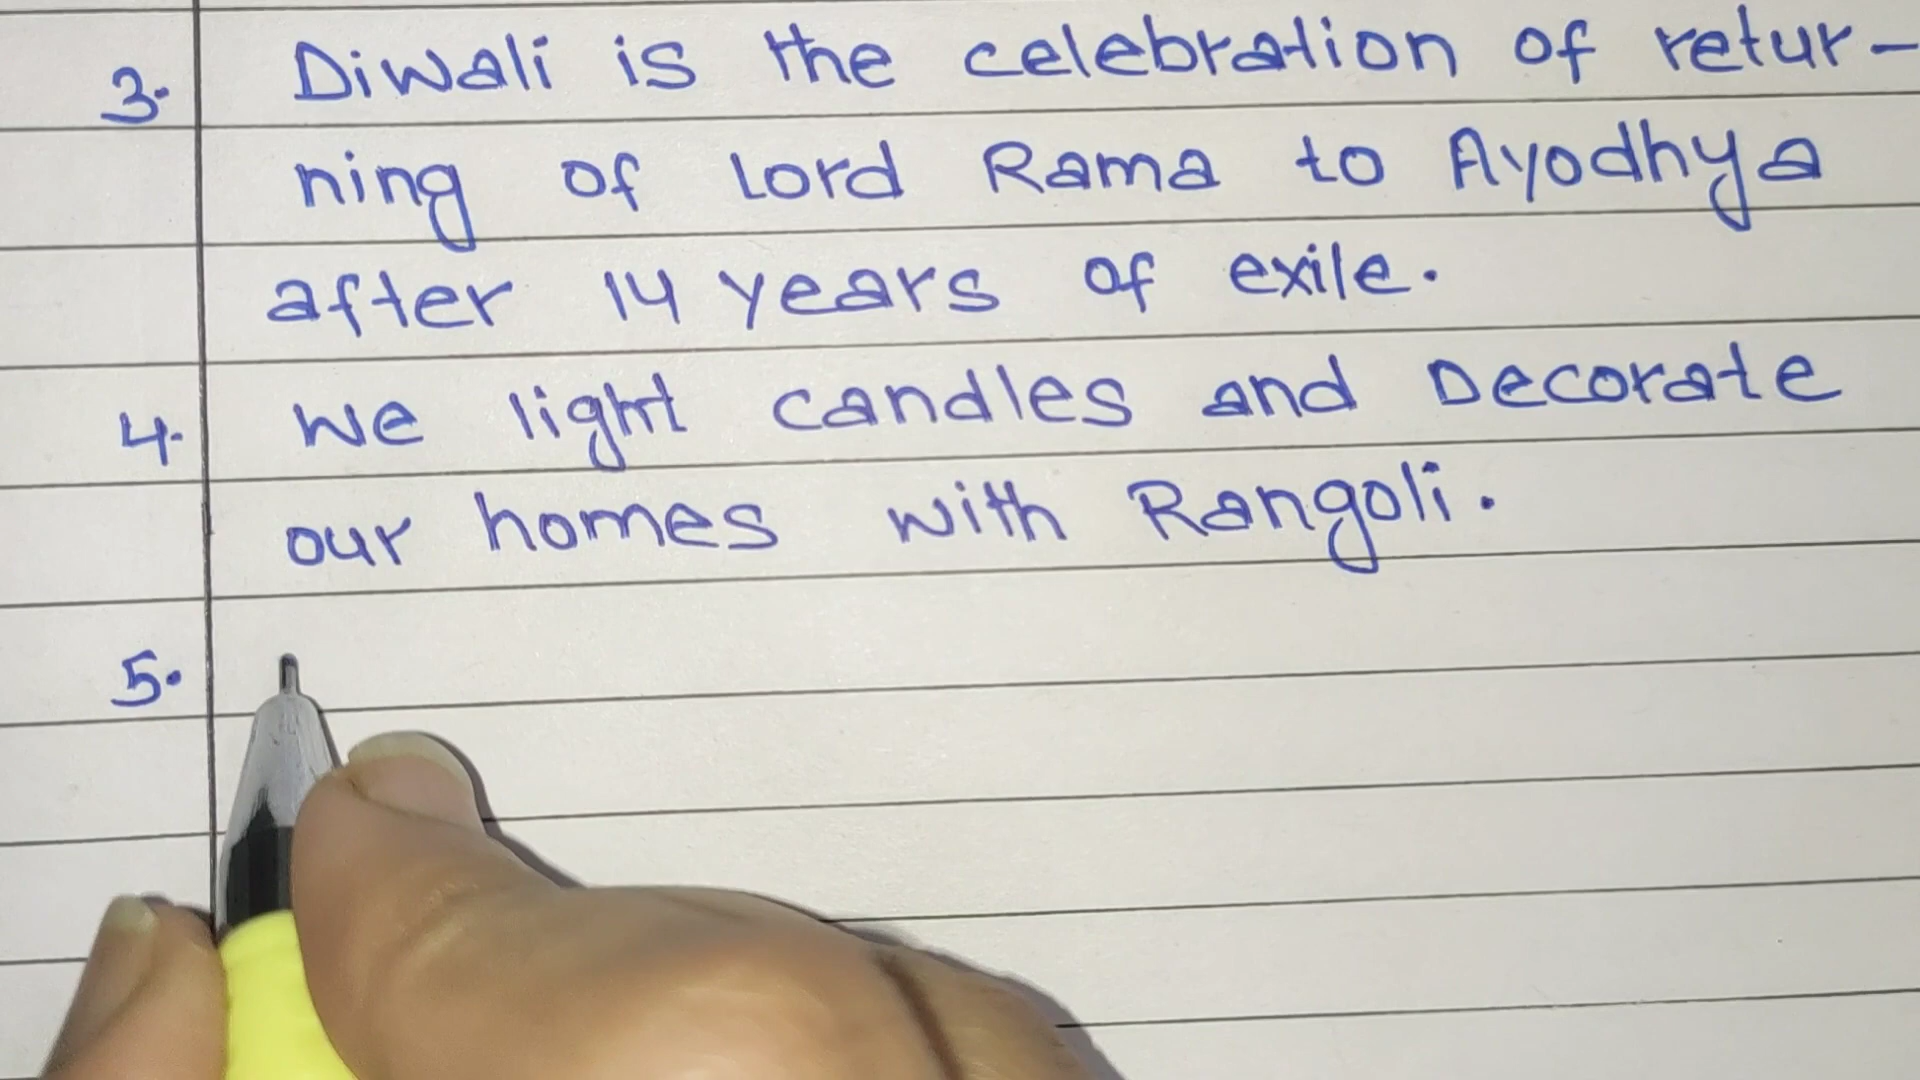 3. Diwali is the celebration of retur-
ning of Lord Rama to Ayodhya
after 14 years of exile.
4. We light candles and Decorate
our homes with Rangoli.
5.